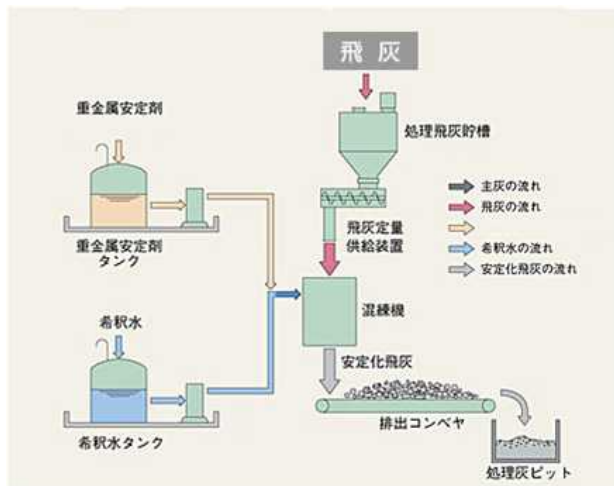 飛灰
重金属安定剤
処理飛灰貯槽
主灰の流れ
飛灰の流れ
希釈水の流れ
安定化飛灰の流れ
重金属安定剤
タンク
飛灰定量
供給装置
希釈水
混練機
安定化飛灰
希釈水タンク
排出コンベヤ
処理灰ピット